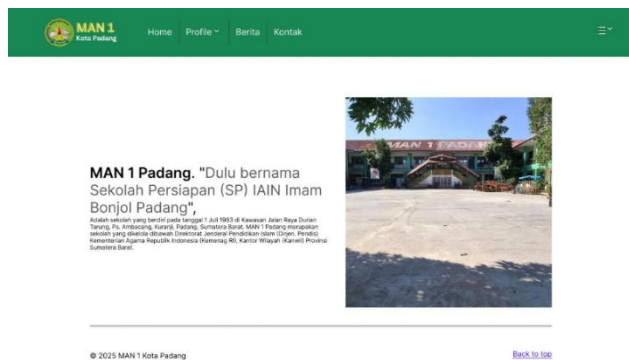 MAN 1
Kota Padang
Home Profile Berita Kontak
MAN 1 Padang. "Dulu bernama
Sekolah Persiapan (SP) IAIN Imam
Bonjol Padang",
Adalah sekolah yang berdiri pada tanggal 1 Juli 1983 di Kawasan Jalan Raya Durian
Tarung, Ps. Ambacang, Kuranji, Padang, Sumatera Barat. MAN 1 Padang merupakan
sekolah yang dikelola dibawah Direktorat Jenderal Pendidikan Islam (Dirjen. Pendis)
Kementerian Agama Republik Indonesia (Kemenag RI), Kantor Wilayah (Kanwil) Provinsi
Sumatera Barat.
MAN 1 PADANG
© 2025 MAN 1 Kota Padang
Back to top